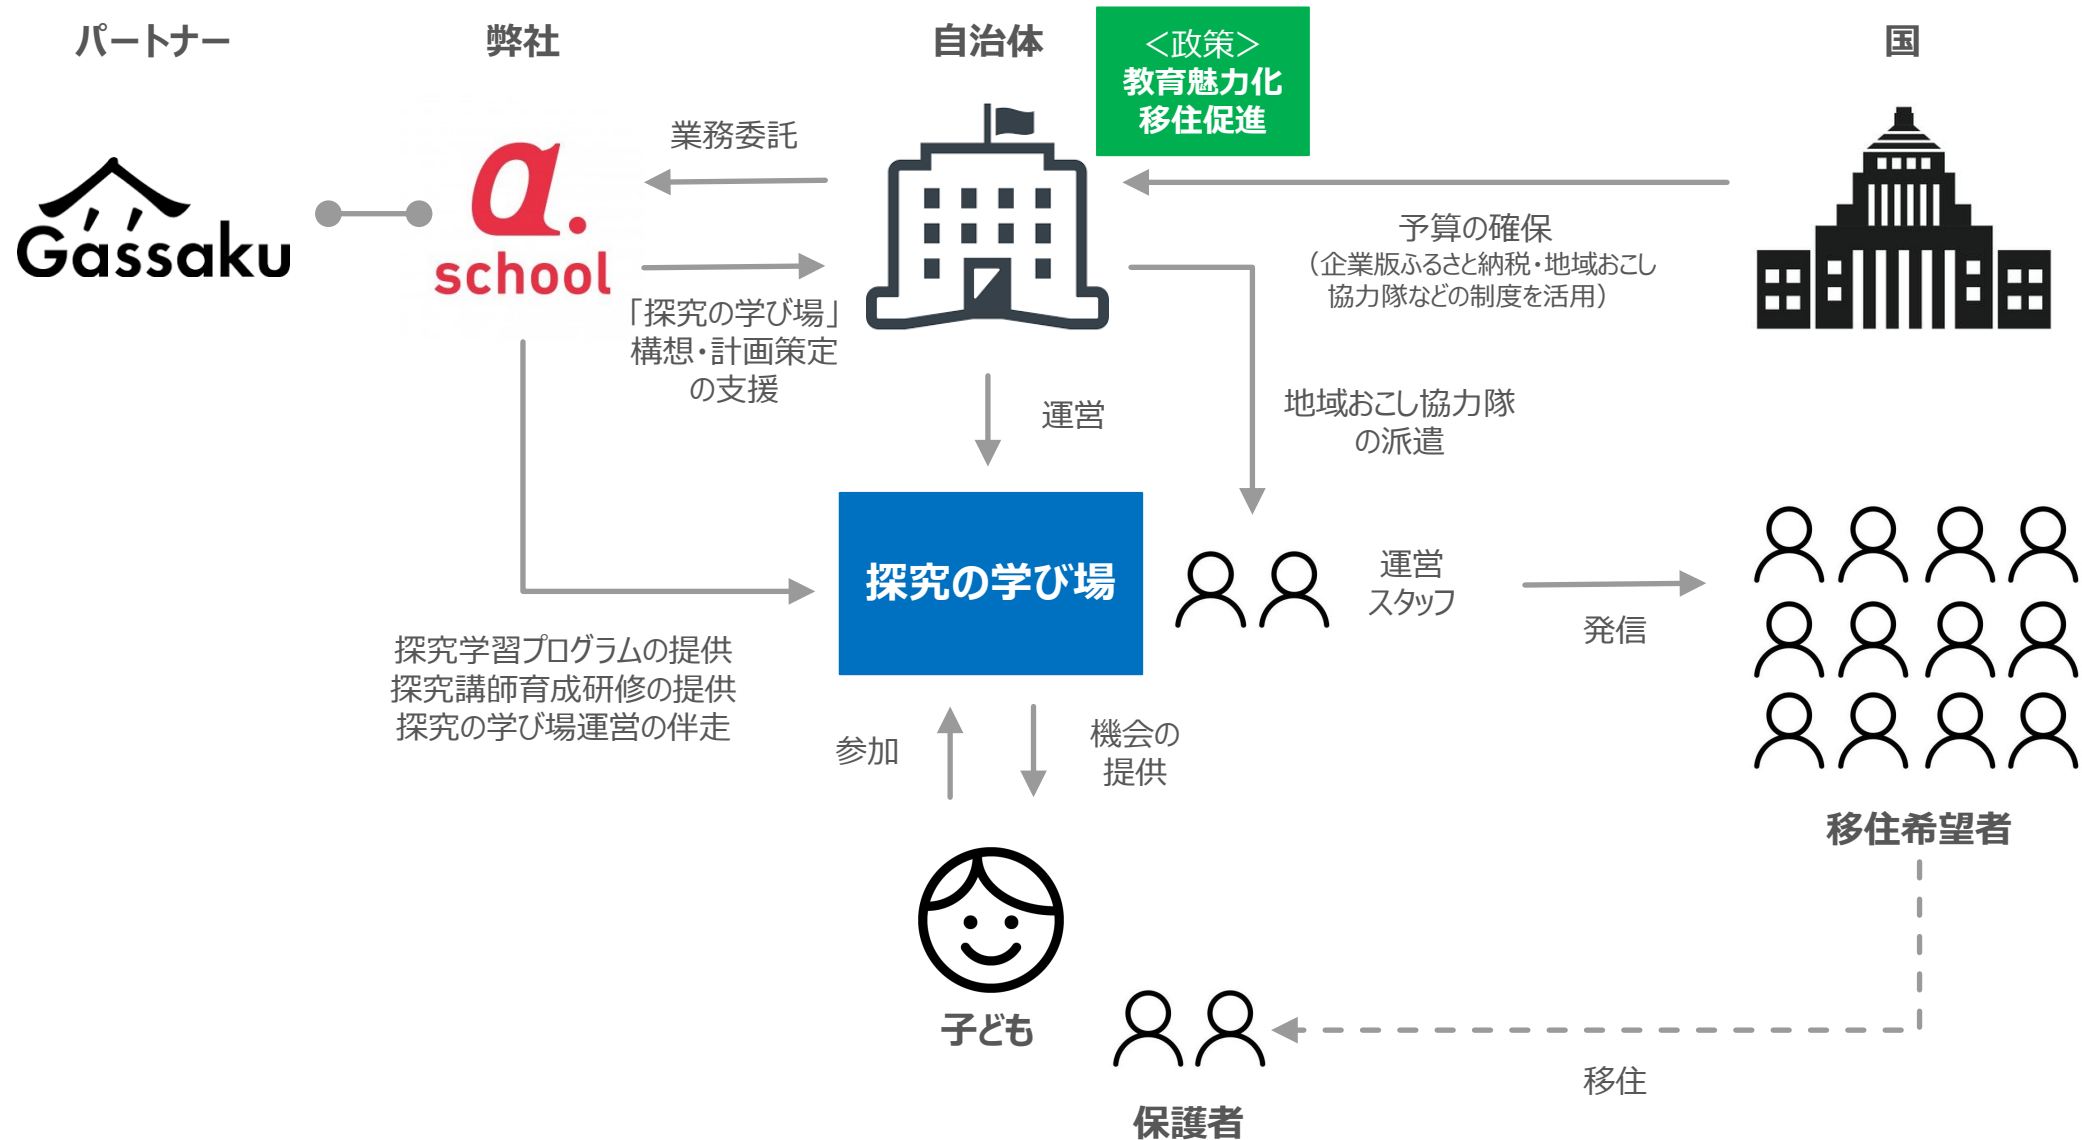 パートナー
弊社
自治体
＜政策＞
教育魅力化
移住促進
国
Gassaku
a.
school
業務委託
「探究の学び場」
構想・計画策定
の支援
予算の確保
（企業版ふるさと納税・地域おこし
協力隊などの制度を活用）
運営
地域おこし協力隊
の派遣
探究の学び場
運営
スタッフ
発信
探究学習プログラムの提供
探究講師育成研修の提供
探究の学び場運営の伴走
参加
機会の
提供
移住希望者
子ども
保護者
移住